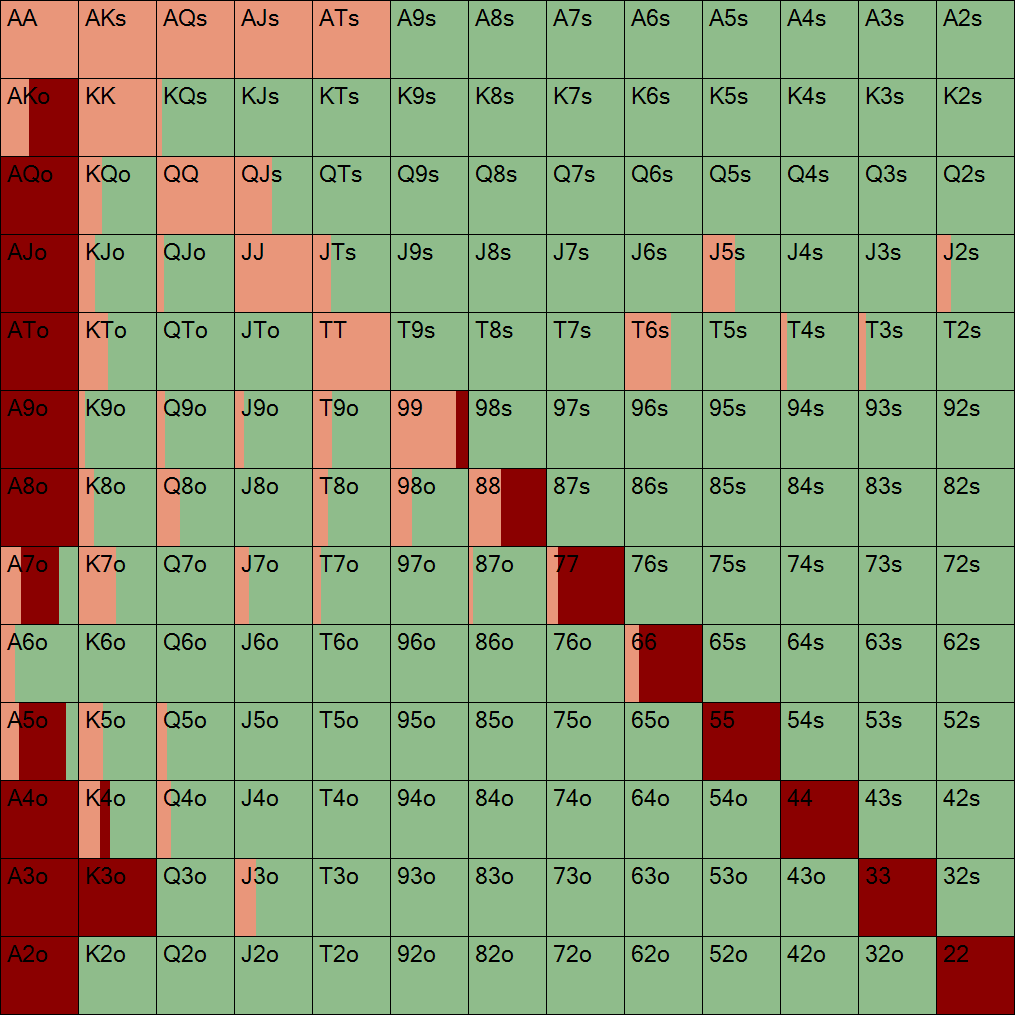 AA AKs AQs AJs ATs A9s A8s A7s A6s A5s A4s A3s A2s
AKo KK KQs KJs KTs K9s K8s K7s K6s K5s K4s K3s K2s
AQo KQo QQ QJs QTs Q9s Q8s Q7s Q6s Q5s Q4s Q3s Q2s
AJo KJo QJo JJ JTs J9s J8s J7s J6s J5s J4s J3s J2s
ATo KTo QTo JTo TT T9s T8s T7s T6s T5s T4s T3s T2s
A9o K9o Q9o J9o T9o 99 98s 97s 96s 95s 94s 93s 92s
A8o K8o Q8o J8o T8o 98o 88 87s 86s 85s 84s 83s 82s
A7o K7o Q7o J7o T7o 97o 87o 77 76s 75s 74s 73s 72s
A6o K6o Q6o J6o T6o 96o 86o 76o 66 65s 64s 63s 62s
A5o K5o Q5o J5o T5o 95o 85o 75o 65o 55 54s 53s 52s
A4o K4o Q4o J4o T4o 94o 84o 74o 64o 54o 44 43s 42s
A3o K3o Q3o J3o T3o 93o 83o 73o 63o 53o 43o 33 32s
A2o K2o Q2o J2o T2o 92o 82o 72o 62o 52o 42o 32o 22